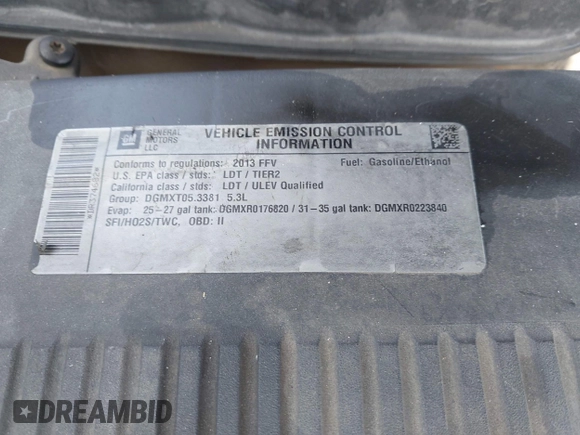 GM
GENERAL MOTORS LLC
VEHICLE EMISSION CONTROL INFORMATION
Conforms to regulations: 2013 FFV Fuel: Gasoline/Ethanol
U.S. EPA class / stds: LDT / TIER2
California class / stds: LDT / ULEV Qualified
Group: DGMXT05.3381 5.3L
Evap: 25-27 gal tank: DGMXR0176820 / 31-35 gal tank: DGMXR0223840
SFI/HO2S/TWC, OBD: II
DREAMBID